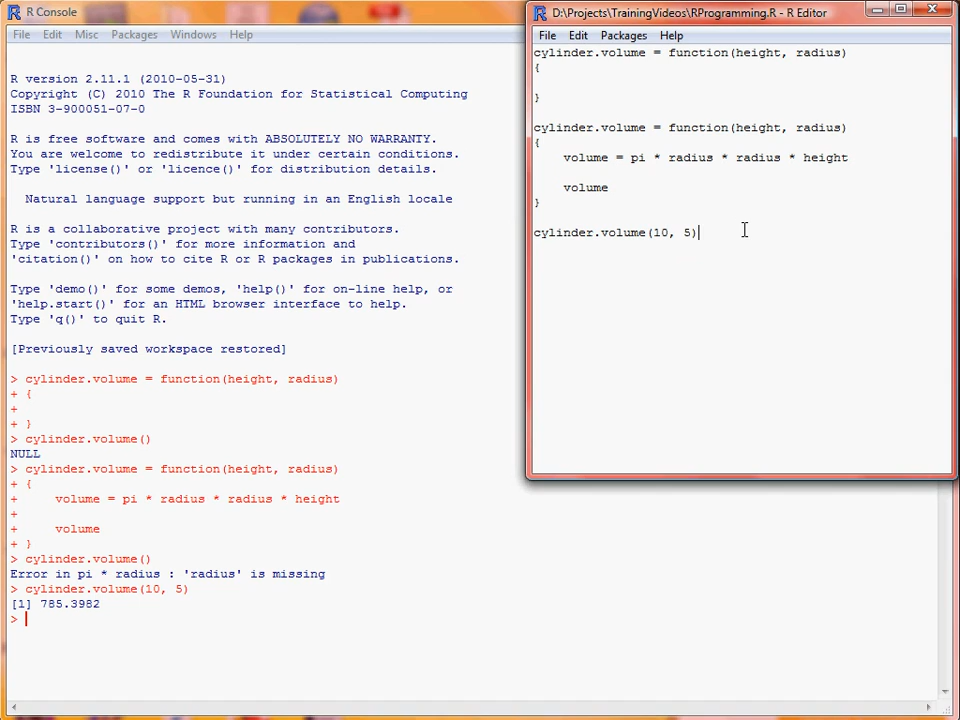 R Console
File Edit Misc Packages Windows Help
R version 2.11.1 (2010-05-31)
Copyright (C) 2010 The R Foundation for Statistical Computing
ISBN 3-900051-07-0
R is free software and comes with ABSOLUTELY NO WARRANTY.
You are welcome to redistribute it under certain conditions.
Type 'license()' or 'licence()' for distribution details.
Natural language support but running in an English locale
R is a collaborative project with many contributors.
Type 'contributors()' for more information and
'citation()' on how to cite R or R packages in publications.
Type 'demo()' for some demos, 'help()' for on-line help, or
'help.start()' for an HTML browser interface to help.
Type 'q()' to quit R.
[Previously saved workspace restored]
> cylinder.volume = function(height, radius)
+ {
+
+ }
> cylinder.volume()
NULL
> cylinder.volume = function(height, radius)
+ {
+     volume = pi * radius * radius * height
+
+     volume
+ }
> cylinder.volume()
Error in pi * radius : 'radius' is missing
> cylinder.volume(10, 5)
[1] 785.3982
>
D:\Projects\TrainingVideos\RProgramming.R - R Editor
File Edit Packages Help
cylinder.volume = function(height, radius)
{
}
cylinder.volume = function(height, radius)
{
    volume = pi * radius * radius * height
    volume
}
cylinder.volume(10, 5)